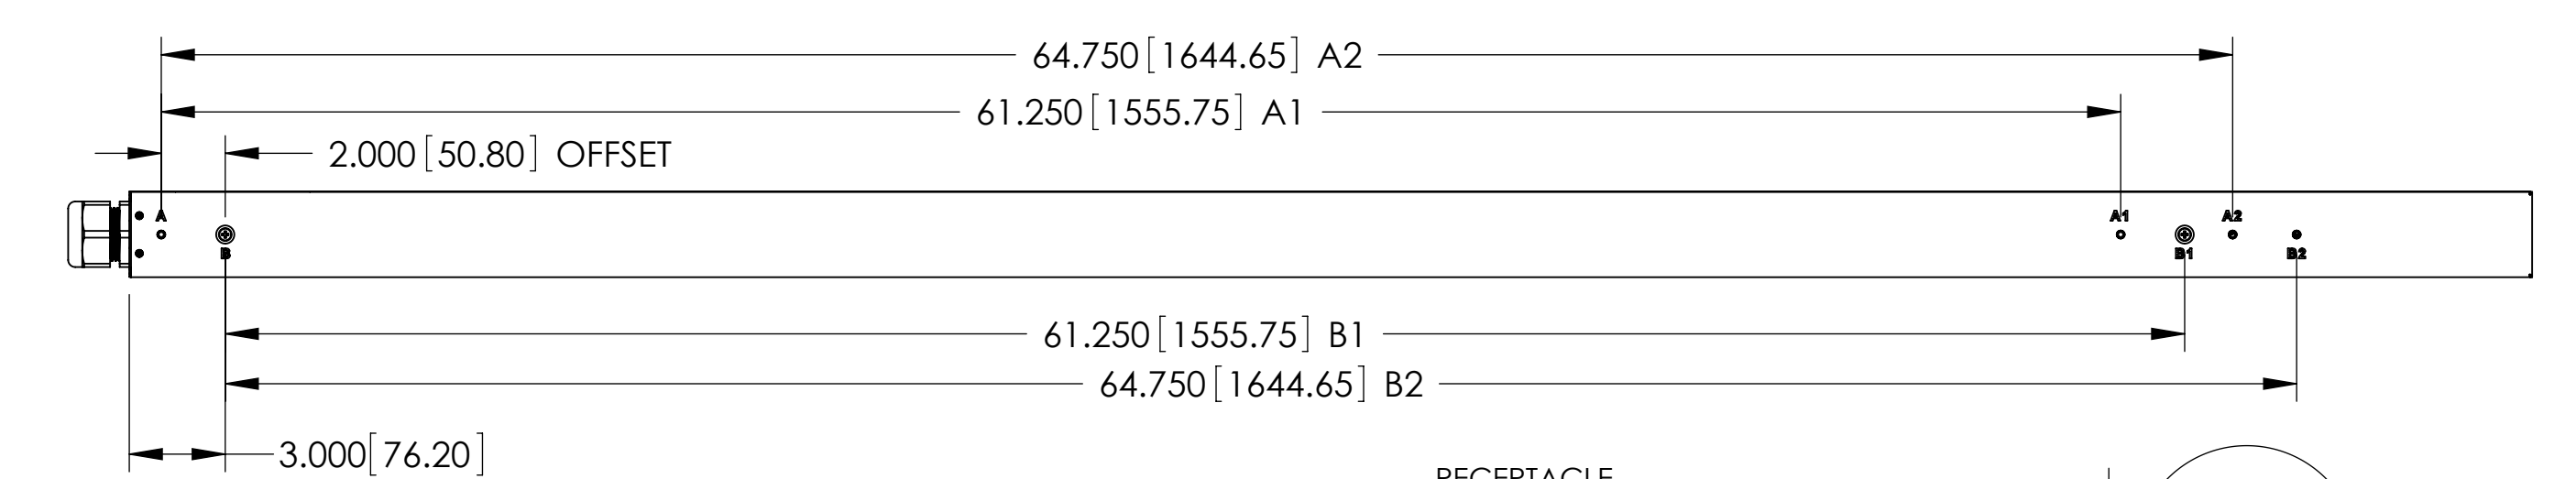 64.750[1644.65] A2
61.250[1555.75] A1
2.000[50.80] OFFSET
A
A1
A2
B
B1
B2
61.250[1555.75] B1
64.750[1644.65] B2
3.000[76.20]
RECEPTACLE